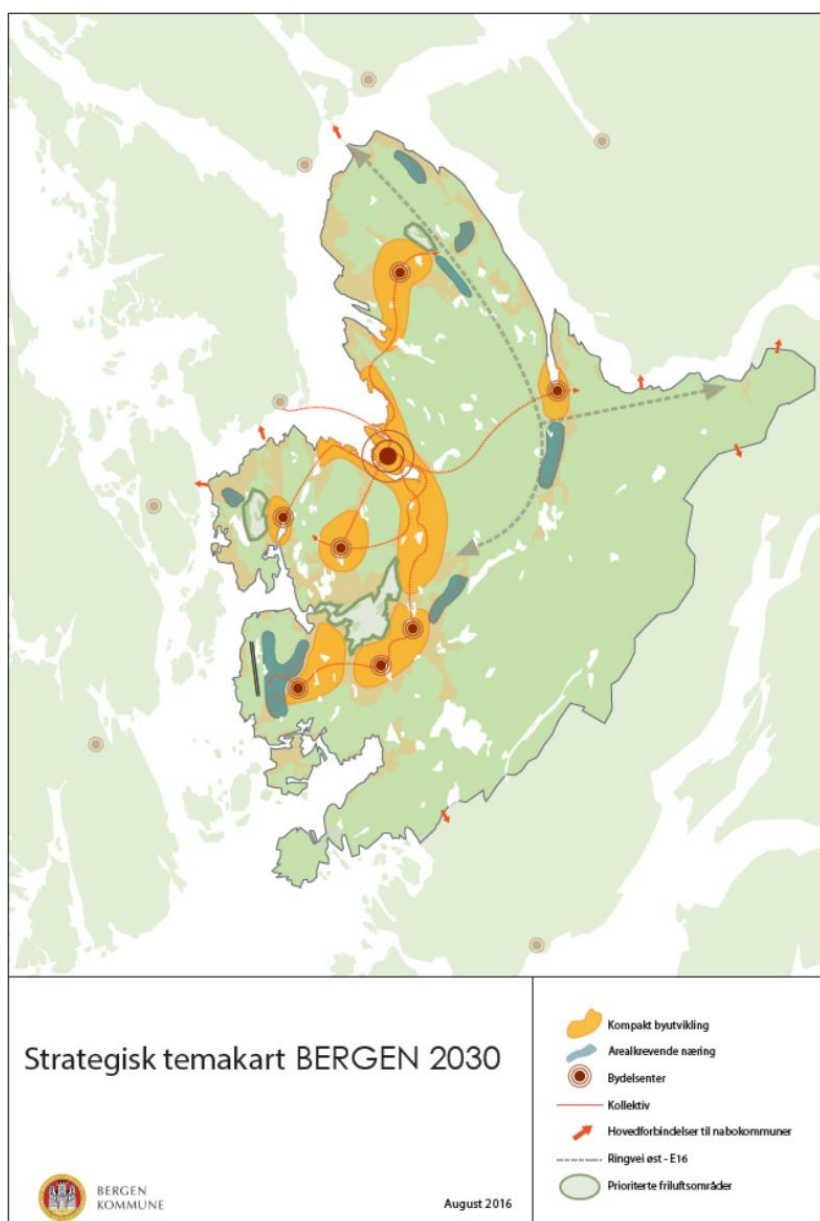 Strategisk temakart BERGEN 2030
BERGEN
KOMMUNE
August 2016
Kompakt byutvikling
Arealkrevende næring
Bydelsenter
Kollektiv
Hovedforbindelser til nabokommuner
Ringvei øst - E16
Prioriterte friluftsområder